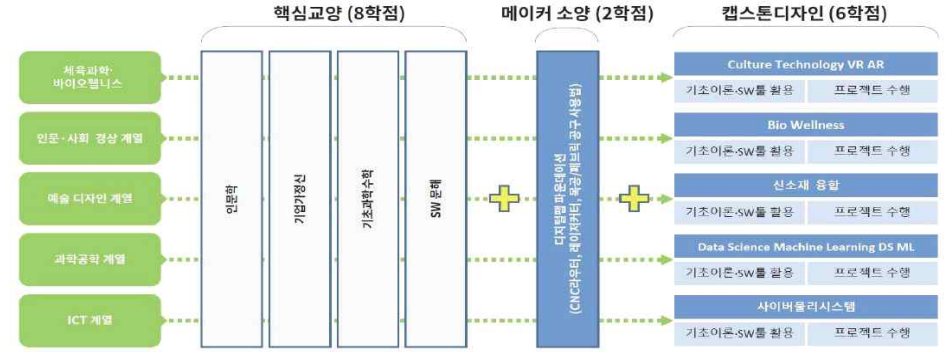 핵심교양 (8학점)
메이커 소양 (2학점)
캡스톤디자인 (6학점)
체육과학·
바이오웰니스
인문·사회 경상 계열
예술 디자인 계열
과학공학 계열
ICT 계열
인문학
기업가정신
기초과학수학
SW 문해
디지털랩 파운데이션
(CNC라우터, 레이저커터, 목공/패브릭 공구 사용법)
Culture Technology VR AR
기초이론·SW툴 활용
프로젝트 수행
Bio Wellness
기초이론·SW툴 활용
프로젝트 수행
신소재 융합
기초이론·SW툴 활용
프로젝트 수행
Data Science Machine Learning DS ML
기초이론·SW툴 활용
프로젝트 수행
사이버물리시스템
기초이론·SW툴 활용
프로젝트 수행